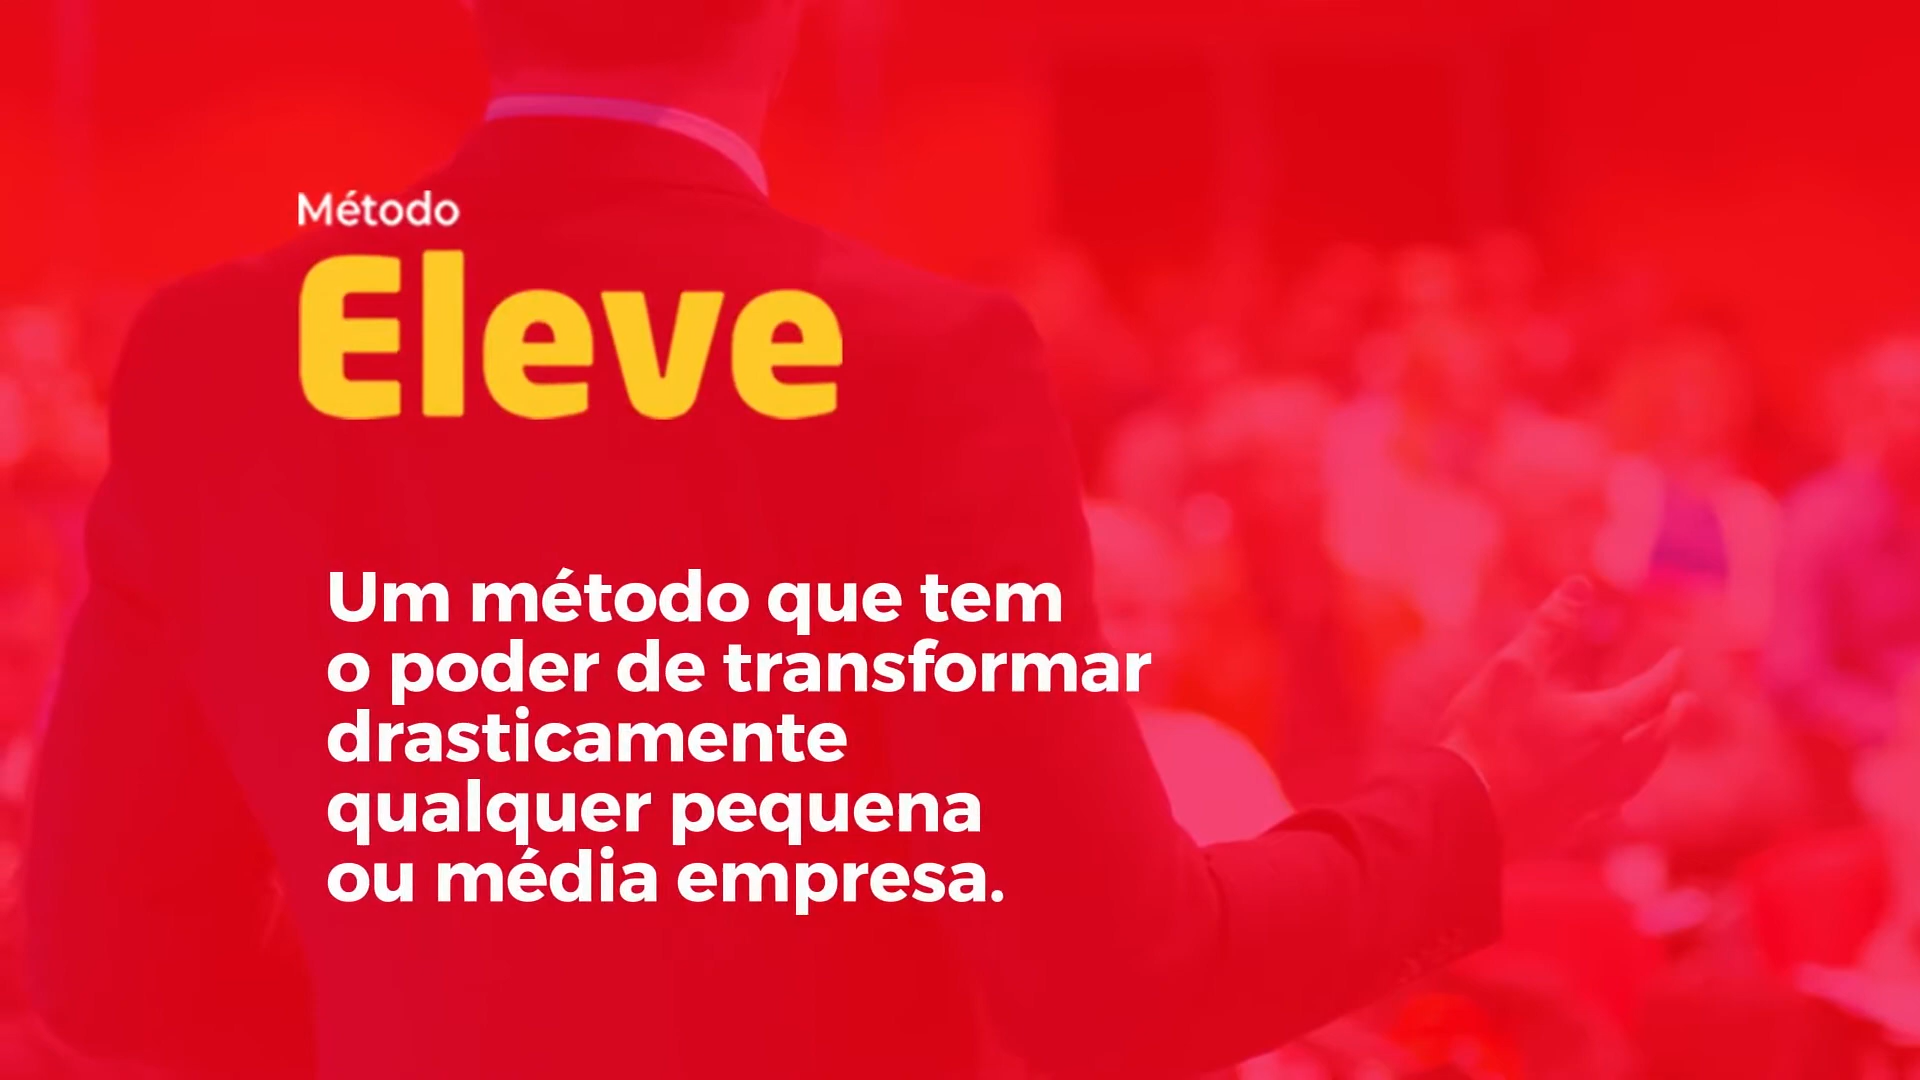 Método
Eleve
Um método que tem
o poder de transformar
drasticamente
qualquer pequena
ou média empresa.